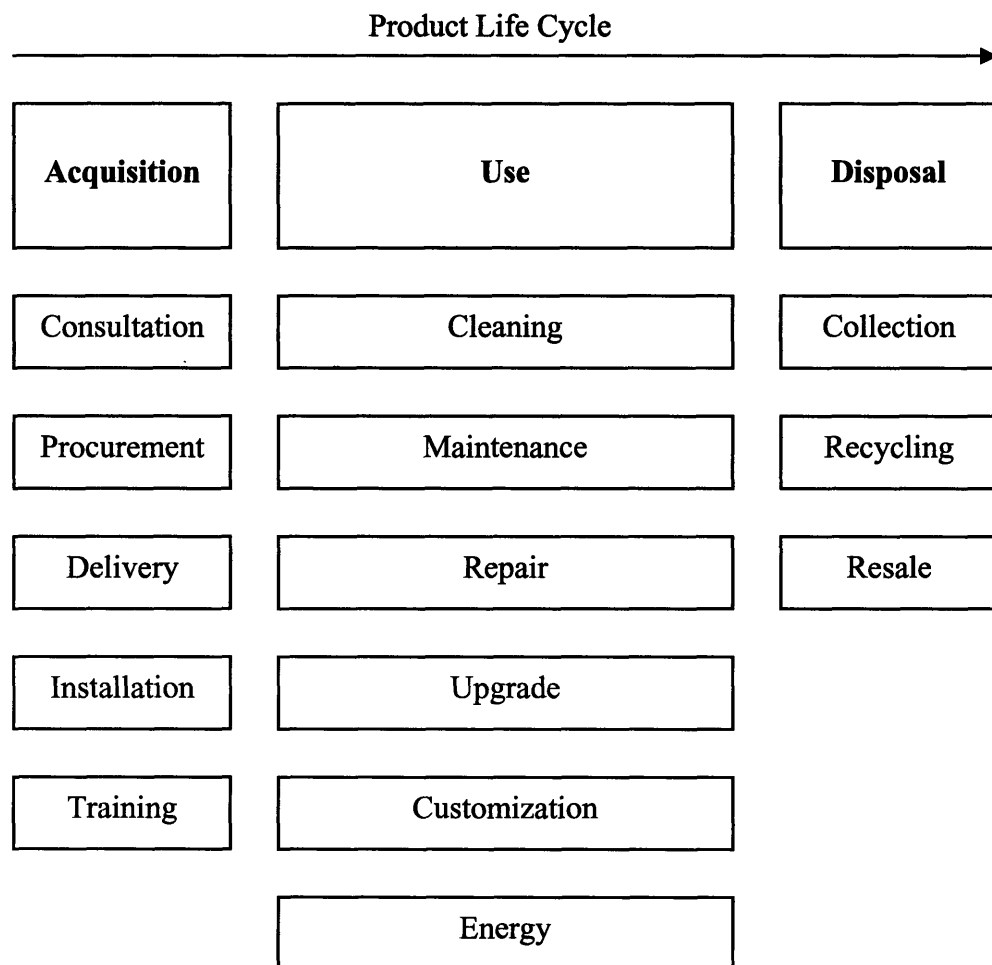 Product Life Cycle
Acquisition
Use
Disposal
Consultation
Cleaning
Collection
Procurement
Maintenance
Recycling
Delivery
Repair
Resale
Installation
Upgrade
Training
Customization
Energy